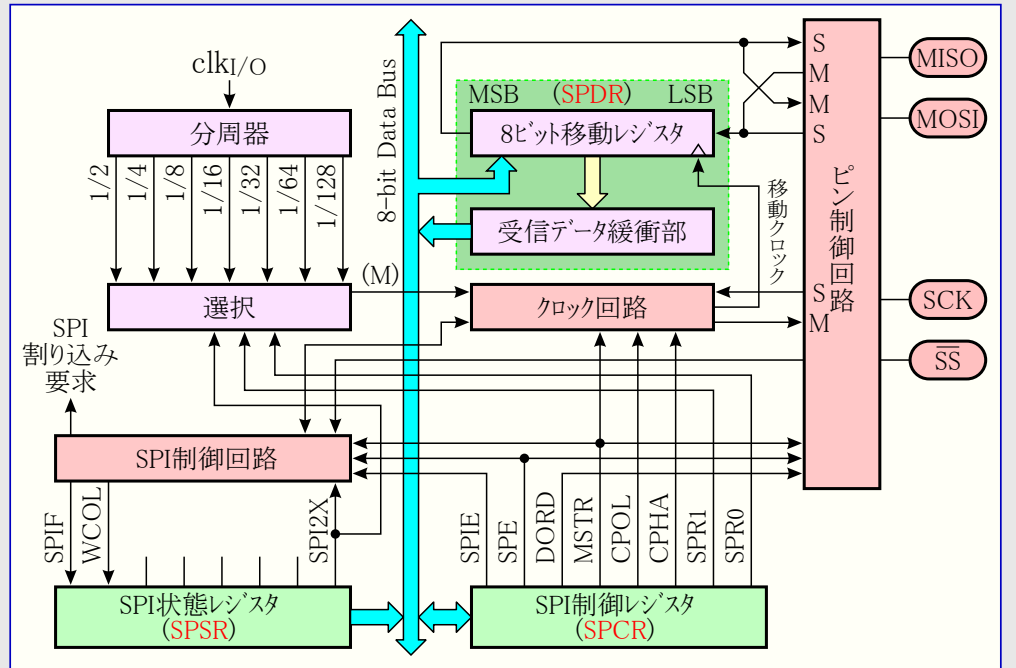 clkI/O
分周器
1/2
1/4
1/8
1/16
1/32
1/64
1/128
選択
(M)
8-bit Data Bus
MSB (SPDR) LSB
8ビット移動レジスタ
受信データ緩衝部
移動クロック
クロック回路
S
M
M
S
S
M
ピン制御回路
MISO
MOSI
SCK
SS
SPI
割り込み
要求
SPI制御回路
SPIF
WCOL
SPI2X
SPIE
SPE
DORD
MSTR
CPOL
CPHA
SPR1
SPR0
SPI状態レジスタ
(SPSR)
SPI制御レジスタ
(SPCR)